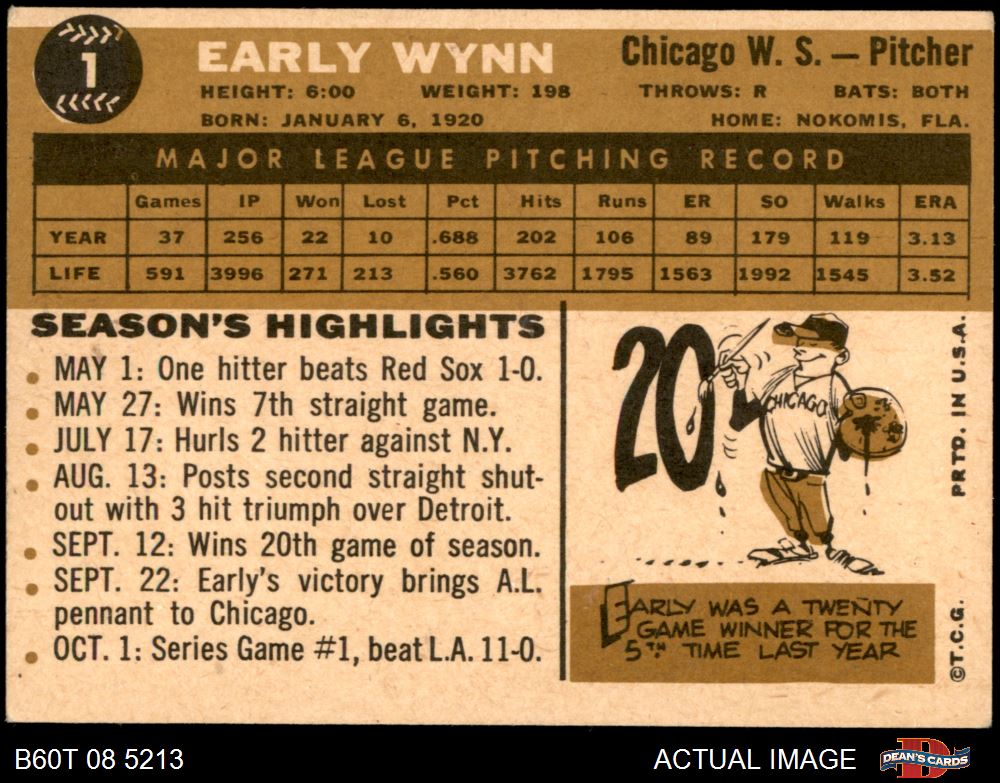 1
EARLY WYNN
Chicago W. S. — Pitcher
HEIGHT: 6:00 WEIGHT: 198 THROWS: R BATS: BOTH
BORN: JANUARY 6, 1920 HOME: NOKOMIS, FLA.
MAJOR LEAGUE PITCHING RECORD
Games IP Won Lost Pct Hits Runs ER SO Walks ERA
YEAR 37 256 22 10 .688 202 106 89 179 119 3.13
LIFE 591 3996 271 213 .560 3762 1795 1563 1992 1545 3.52
SEASON'S HIGHLIGHTS
MAY 1: One hitter beats Red Sox 1-0.
MAY 27: Wins 7th straight game.
JULY 17: Hurls 2 hitter against N.Y.
AUG. 13: Posts second straight shut-
out with 3 hit triumph over Detroit.
SEPT. 12: Wins 20th game of season.
SEPT. 22: Early's victory brings A.L.
pennant to Chicago.
OCT. 1: Series Game #1, beat L.A. 11-0.
20
CHICAGO
EARLY WAS A TWENTY
GAME WINNER FOR THE
5TH TIME LAST YEAR
©T.C.G. PRTD. IN U.S.A.
B60T 08 5213
ACTUAL IMAGE
D
DEAN'S CARDS